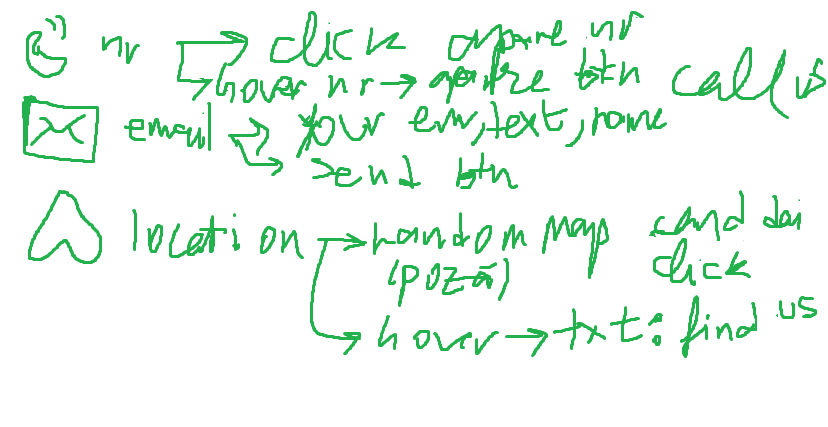 nr click apare nr
hover nr apare btn call us
email your em, text, name
send btn
location random map cand dai
(poză) click
hover txt: find us